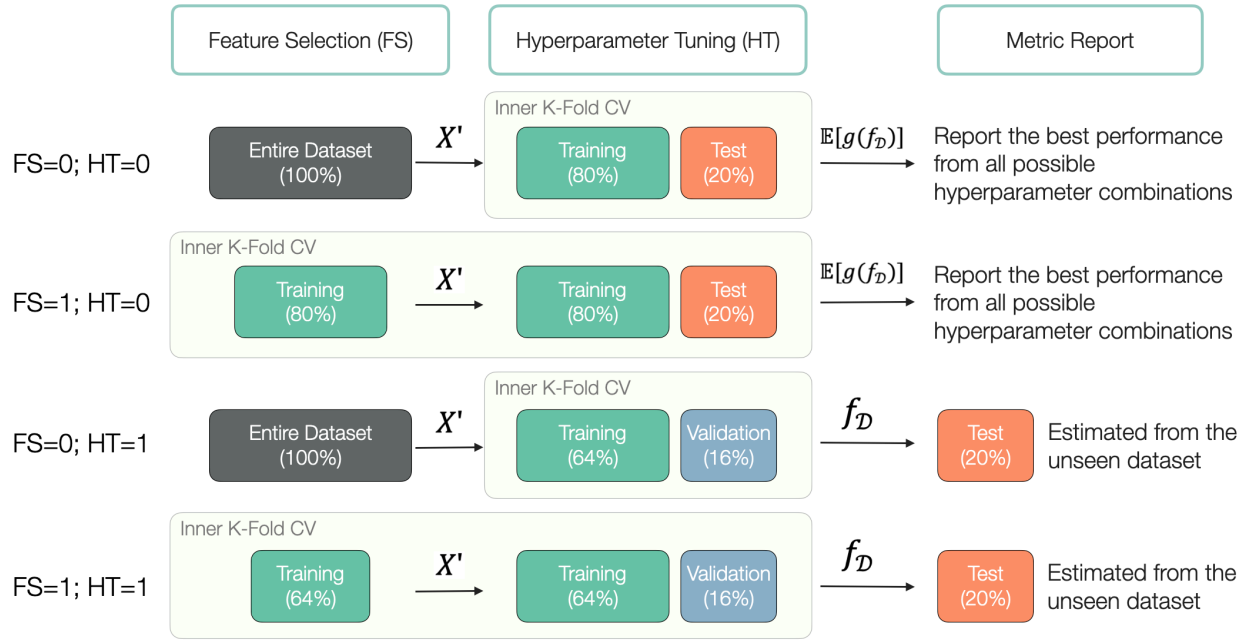 Feature Selection (FS)
Hyperparameter Tuning (HT)
Metric Report
FS=0; HT=0
Entire Dataset
(100%)
X'
Inner K-Fold CV
Training
(80%)
Test
(20%)
𝔼[g(f_𝒟)]
Report the best performance
from all possible
hyperparameter combinations
FS=1; HT=0
Inner K-Fold CV
Training
(80%)
X'
Training
(80%)
Test
(20%)
𝔼[g(f_𝒟)]
Report the best performance
from all possible
hyperparameter combinations
FS=0; HT=1
Entire Dataset
(100%)
X'
Inner K-Fold CV
Training
(64%)
Validation
(16%)
f_𝒟
Test
(20%)
Estimated from the
unseen dataset
FS=1; HT=1
Inner K-Fold CV
Training
(64%)
X'
Training
(64%)
Validation
(16%)
f_𝒟
Test
(20%)
Estimated from the
unseen dataset